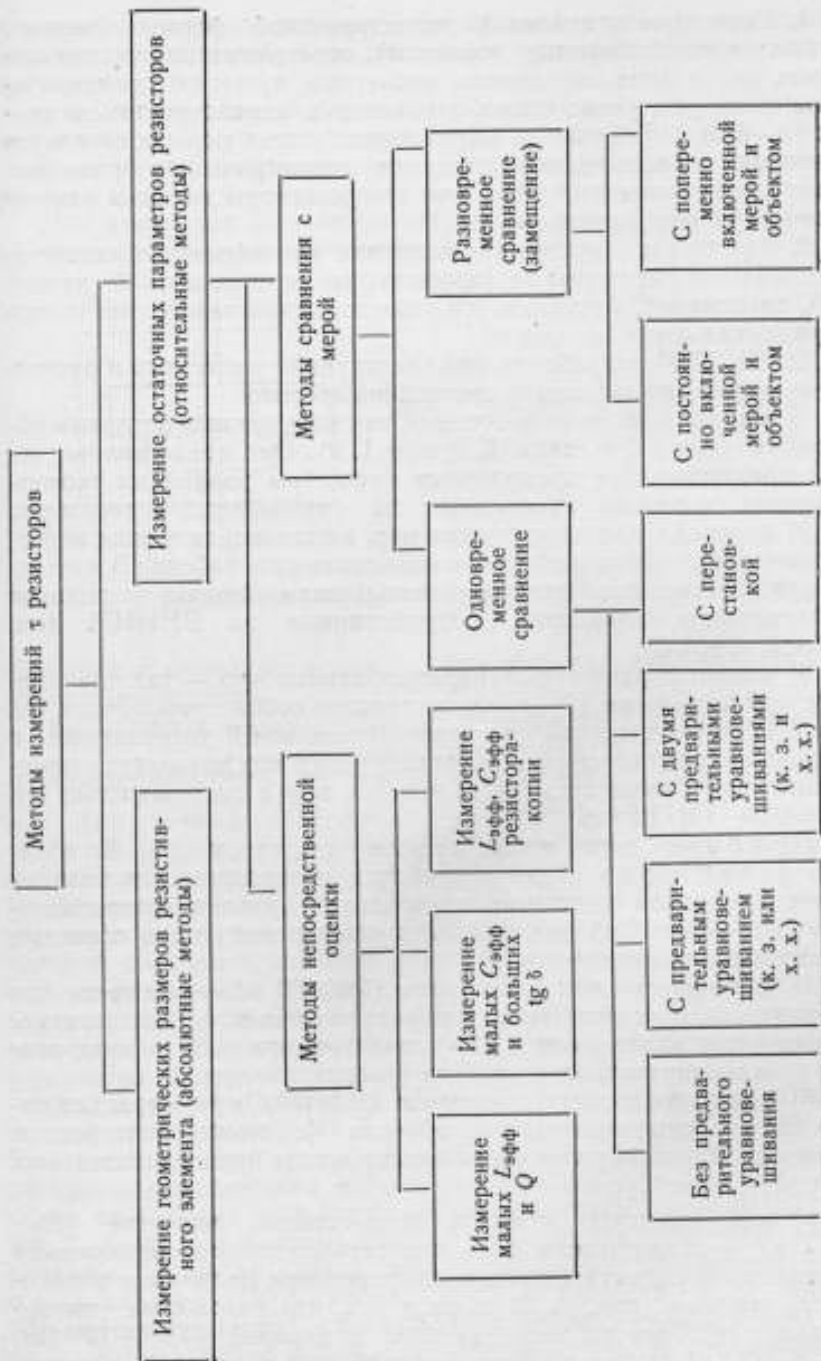 Методы измерений τ резисторов
Измерение геометрических размеров резистив-
ного элемента (абсолютные методы)
Измерение остаточных параметров резисторов
(относительные методы)
Методы непосредственной
оценки
Методы сравнения с
мерой
Измерение
малых Lэфф
и Q
Измерение
малых Cэфф
и больших
tg δ
Измерение
Lэфф, Cэфф
резистора-
копии
Одновре-
менное
сравнение
Разновре-
менное
сравнение
(замещение)
Без предва-
рительного
уравнове-
шивания
С предвари-
тельным
уравнове-
шиванием
(к. з. или
х. х.)
С двумя
предвари-
тельными
уравнове-
шиваниями
(к. з. и
х. х.)
С пере-
станов-
кой
С постоян-
но вклю-
ченной
мерой и
объектом
С попере-
менно
включенной
мерой и
объектом